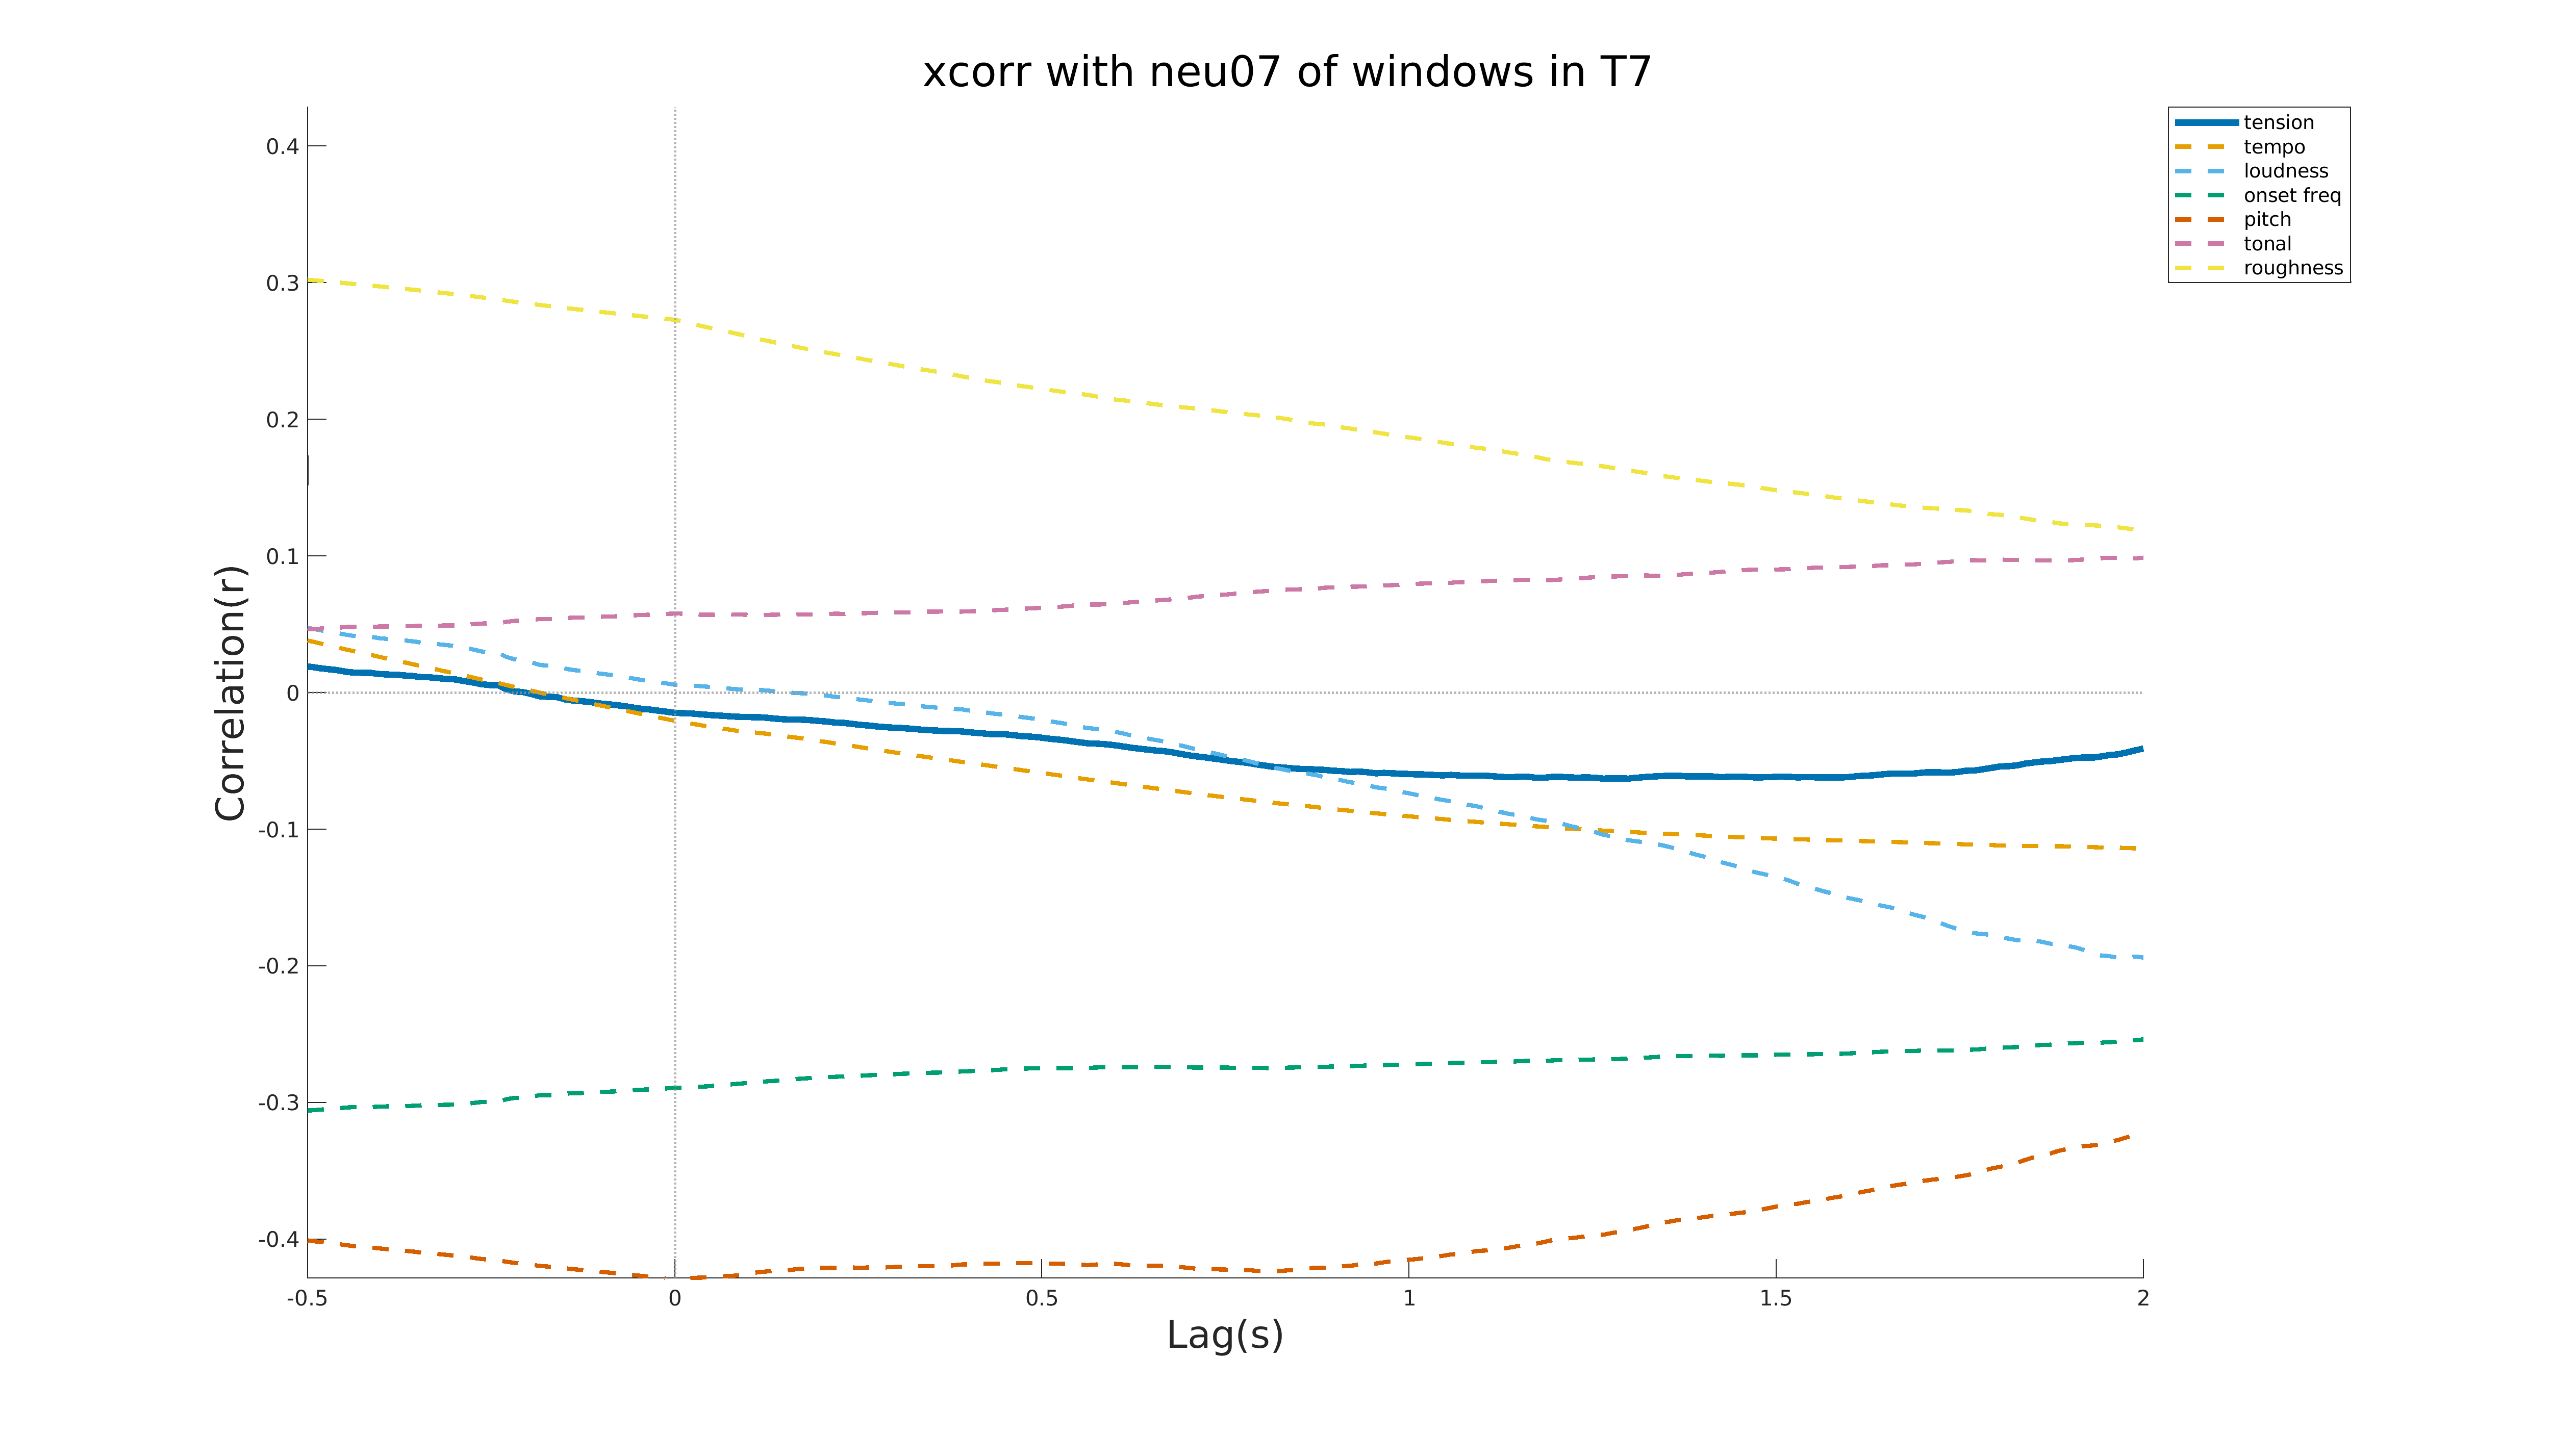 xcorr with neu07 of windows in T7
tension
tempo
loudness
onset freq
pitch
tonal
roughness
0.4
0.3
0.2
0.1
0
-0.1
-0.2
-0.3
-0.4
Correlation(r)
-0.5
0
0.5
1
1.5
2
Lag(s)